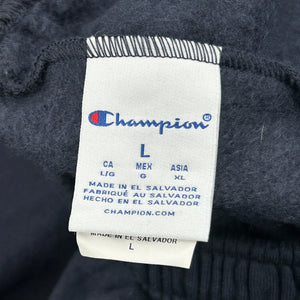 Champion
L
CA MEX ASIA
L/G G XL
MADE IN EL SALVADOR
FABRIQUÉ AU SALVADOR
HECHO EN EL SALVADOR
CHAMPION.COM
MADE IN EL SALVADOR
L